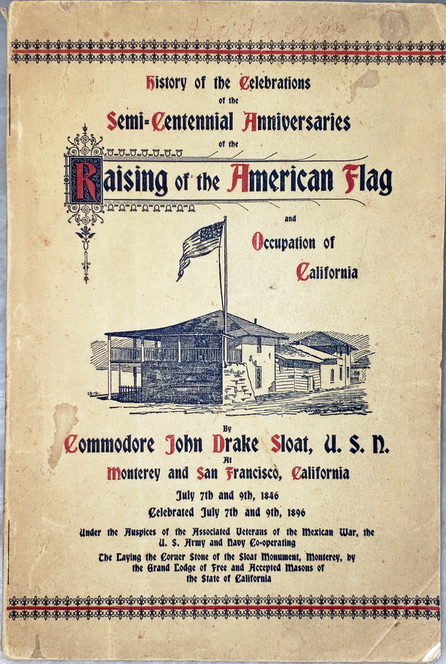 History of the Celebrations
of the
Semi-Centennial Anniversaries
of the
Raising of the American Flag
and
Occupation of
California
By
Commodore John Drake Sloat, U. S. N.
At
Monterey and San Francisco, California
July 7th and 9th, 1846
Celebrated July 7th and 9th, 1896
Under the Auspices of the Associated Veterans of the Mexican War, the
U. S. Army and Navy Co-operating
The Laying the Corner Stone of the Sloat Monument, Monterey, by
the Grand Lodge of Free and Accepted Masons of
the State of California